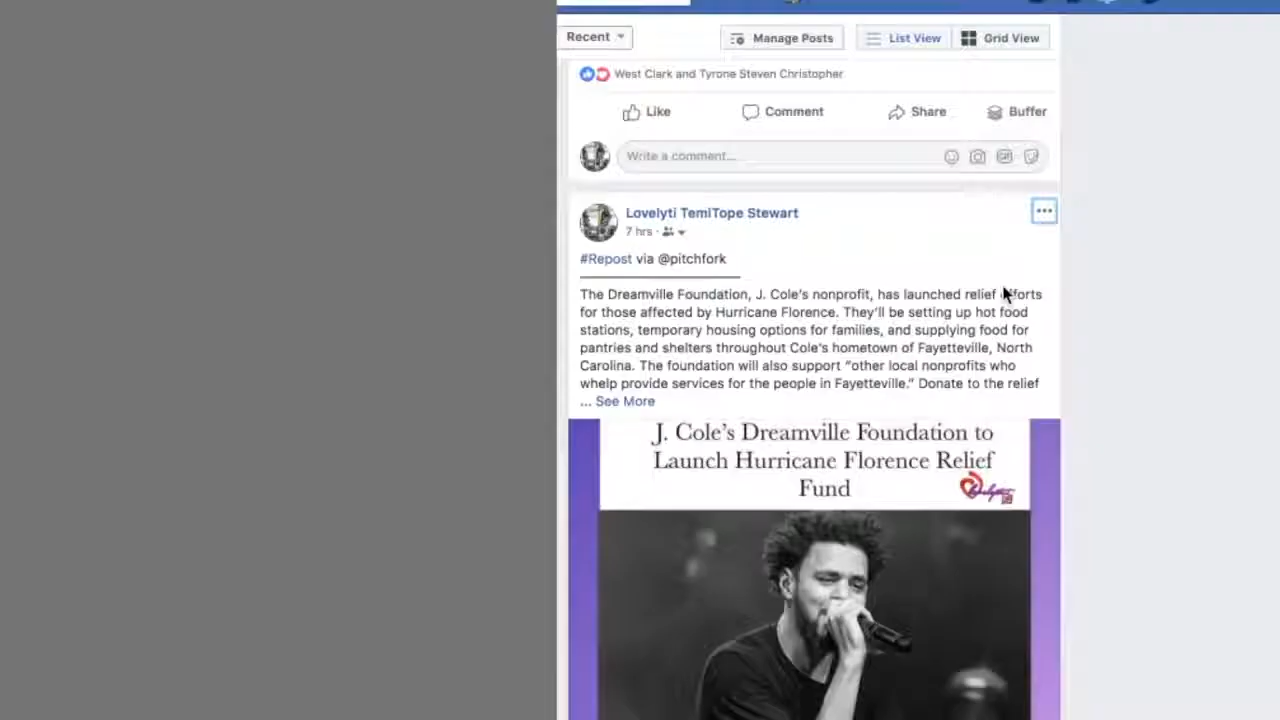 Recent
Manage Posts
List View
Grid View
West Clark and Tyrone Steven Christopher
Like
Comment
Share
Buffer
Write a comment...
GIF
Lovelyti TemiTope Stewart
7 hrs ·
#Repost via @pitchfork
The Dreamville Foundation, J. Cole's nonprofit, has launched relief efforts
for those affected by Hurricane Florence. They'll be setting up hot food
stations, temporary housing options for families, and supplying food for
pantries and shelters throughout Cole's hometown of Fayetteville, North
Carolina. The foundation will also support "other local nonprofits who
whelp provide services for the people in Fayetteville." Donate to the relief
... See More
J. Cole's Dreamville Foundation to
Launch Hurricane Florence Relief
Fund